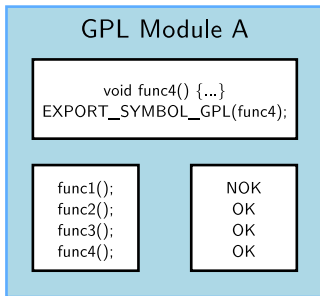 GPL Module A
void func4() {...}
EXPORT_SYMBOL_GPL(func4);
func1();
func2();
func3();
func4();
NOK
OK
OK
OK